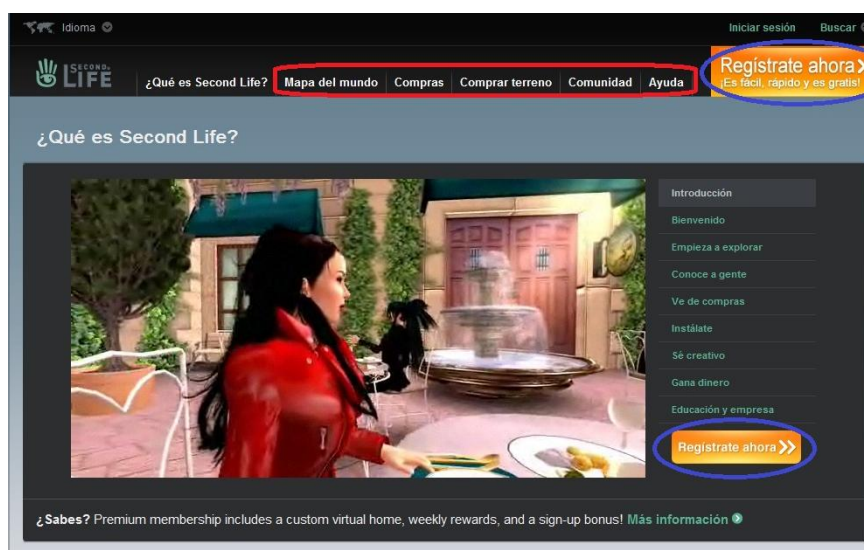 Idioma
Iniciar sesión Buscar
SECOND LIFE
¿Qué es Second Life? Mapa del mundo Compras Comprar terreno Comunidad Ayuda
Regístrate ahora
¡Es fácil, rápido y es gratis!
¿Qué es Second Life?
Introducción
Bienvenido
Empieza a explorar
Conoce a gente
Ve de compras
Instálate
Sé creativo
Gana dinero
Educación y empresa
Regístrate ahora
¿Sabes? Premium membership includes a custom virtual home, weekly rewards, and a sign-up bonus! Más información